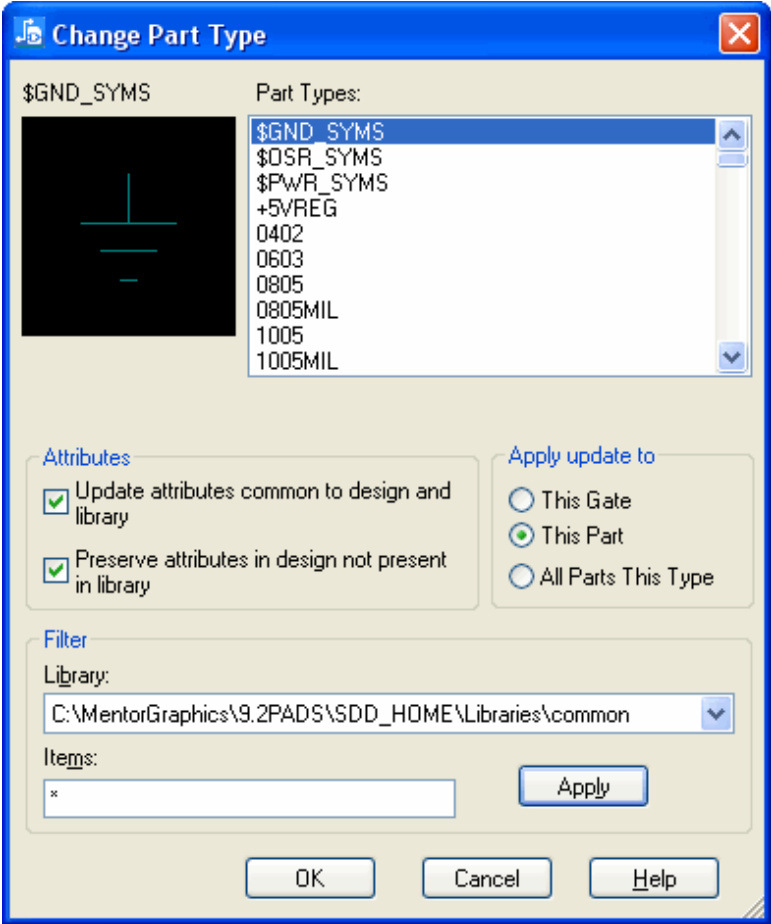 Change Part Type
$GND_SYMS
Part Types:
$GND_SYMS
$OSR_SYMS
$PWR_SYMS
+5VREG
0402
0603
0805
0805MIL
1005
1005MIL
Attributes
Update attributes common to design and
library
Preserve attributes in design not present
in library
Apply update to
This Gate
This Part
All Parts This Type
Filter
Library:
C:\MentorGraphics\9.2PADS\SDD_HOME\Libraries\common
Items:
*
Apply
OK
Cancel
Help